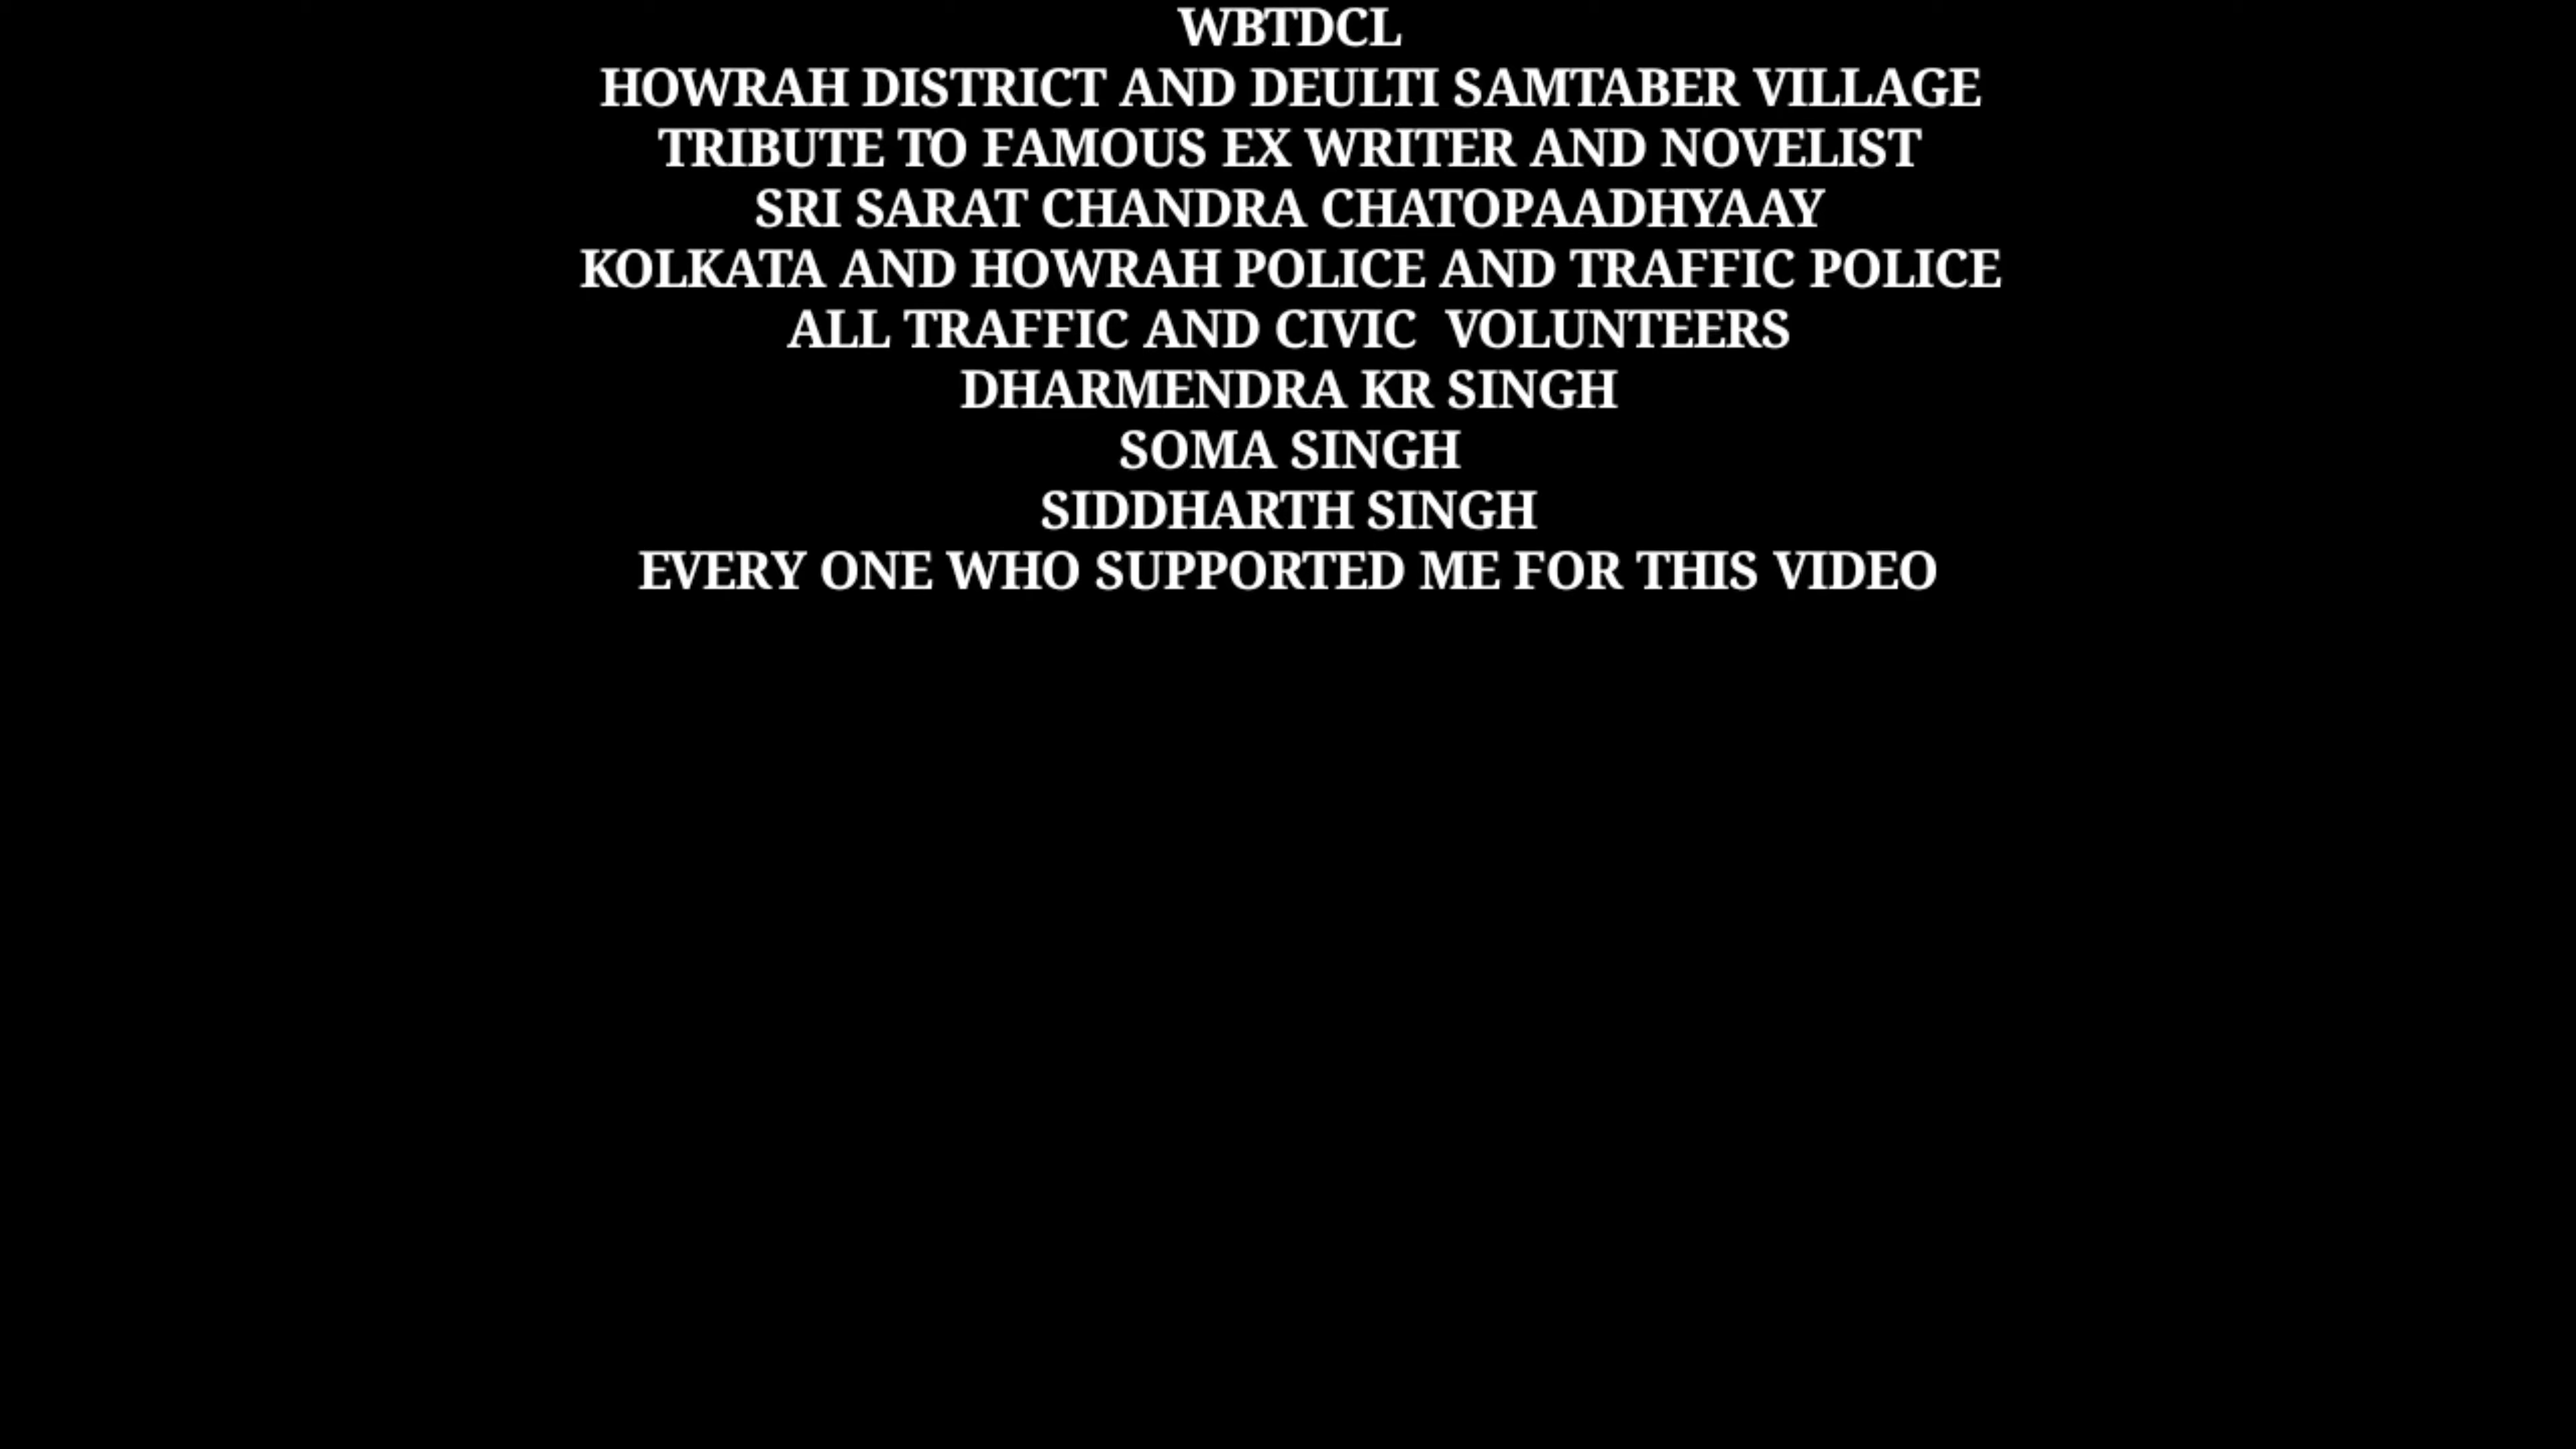 WBTDCL
HOWRAH DISTRICT AND DEULTI SAMTABER VILLAGE
TRIBUTE TO FAMOUS EX WRITER AND NOVELIST
SRI SARAT CHANDRA CHATOPAADHYAAY
KOLKATA AND HOWRAH POLICE AND TRAFFIC POLICE
ALL TRAFFIC AND CIVIC  VOLUNTEERS
DHARMENDRA KR SINGH
SOMA SINGH
SIDDHARTH SINGH
EVERY ONE WHO SUPPORTED ME FOR THIS VIDEO